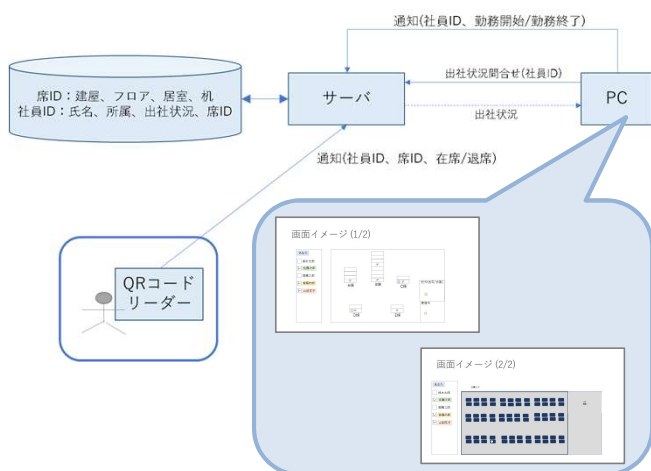 通知(社員ID、勤務開始/勤務終了)
席ID：建屋、フロア、居室、机
社員ID：氏名、所属、出社状況、席ID
サーバ
出社状況問合せ(社員ID)
PC
出社状況
通知(社員ID、席ID、在席/退席)
QRコード
リーダー
画面イメージ (1/2)
画面イメージ (2/2)